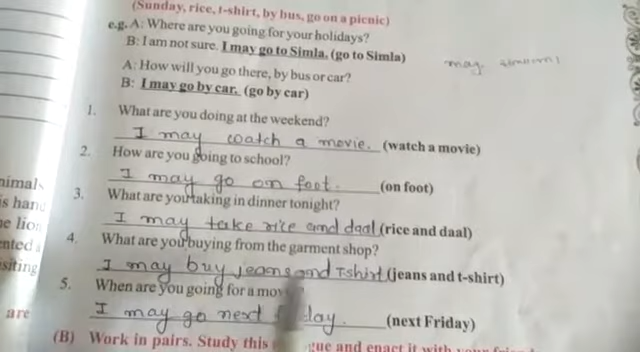 (Sunday, rice, t-shirt, by bus, go on a picnic)
e.g. A: Where are you going for your holidays?
B: I am not sure. I may go to Simla. (go to Simla)
may
A: How will you go there, by bus or car?
B: I may go by car. (go by car)
1. What are you doing at the weekend?
I may watch a movie. (watch a movie)
2. How are you going to school?
I may go on foot. (on foot)
3. What are you taking in dinner tonight?
I may take rice and daal (rice and daal)
4. What are you buying from the garment shop?
I may buy jeans and T-shirt (jeans and t-shirt)
5. When are you going for a
I may go next day. (next Friday)
(B) Work in pairs. Study this and enact it with
s hand
e lion
nted
siting
are